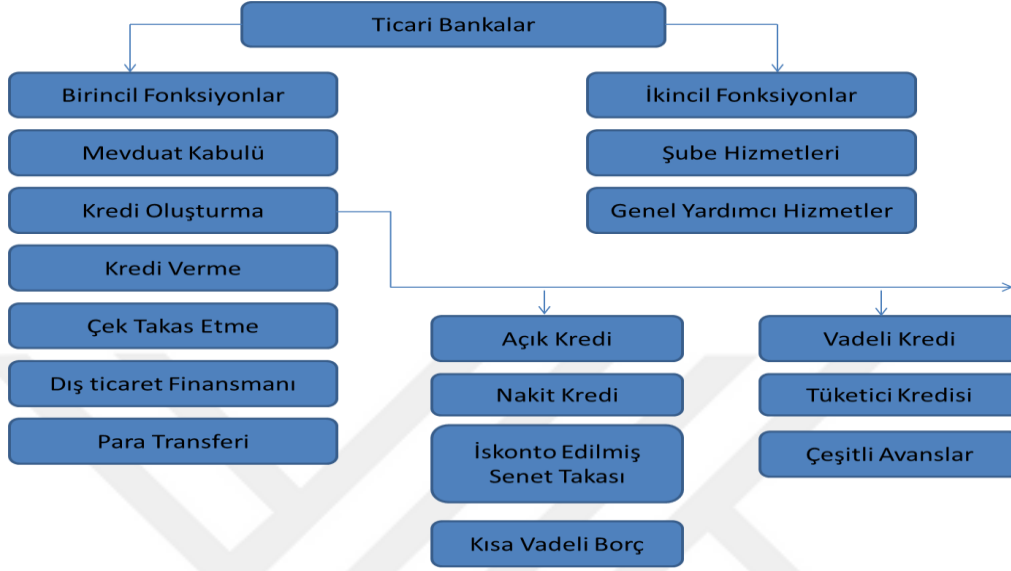 Ticari Bankalar
Birincil Fonksiyonlar
Mevduat Kabulü
Kredi Oluşturma
Kredi Verme
Çek Takas Etme
Dış ticaret Finansmanı
Para Transferi
İkincil Fonksiyonlar
Şube Hizmetleri
Genel Yardımcı Hizmetler
Açık Kredi
Nakit Kredi
İskonto Edilmiş
Senet Takası
Kısa Vadeli Borç
Vadeli Kredi
Tüketici Kredisi
Çeşitli Avanslar